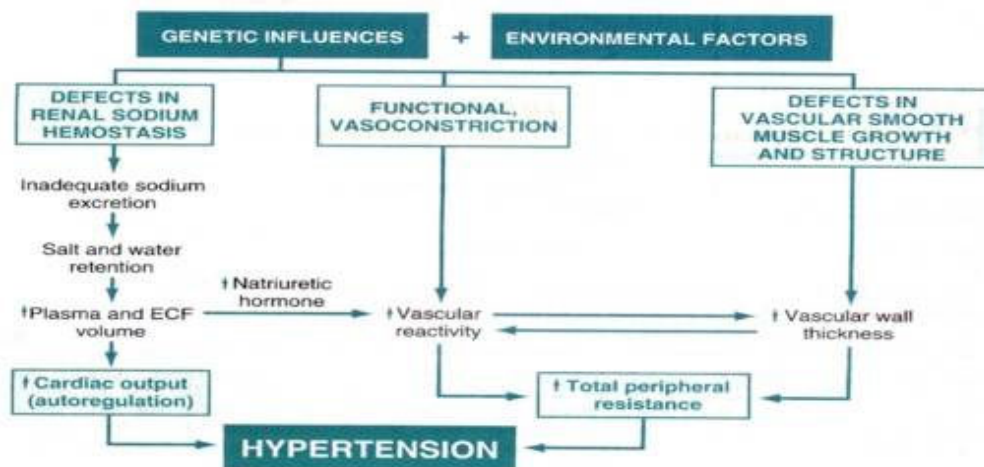 GENETIC INFLUENCES + ENVIRONMENTAL FACTORS
DEFECTS IN
RENAL SODIUM
HEMOSTASIS
FUNCTIONAL,
VASOCONSTRICTION
DEFECTS IN
VASCULAR SMOOTH
MUSCLE GROWTH
AND STRUCTURE
Inadequate sodium
excretion
Salt and water
retention
↑Plasma and ECF
volume
↑Natriuretic
hormone
↑Vascular
reactivity
↑ Vascular wall
thickness
↑Cardiac output
(autoregulation)
↑Total peripheral
resistance
HYPERTENSION